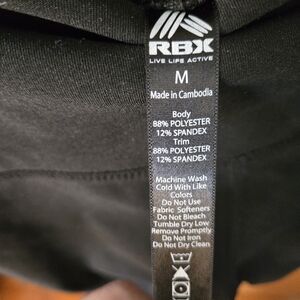 RBX
LIVE LIFE ACTIVE
M
Made in Cambodia
Body
88% POLYESTER
12% SPANDEX
Trim
88% POLYESTER
12% SPANDEX
Machine Wash
Cold With Like
Colors
Do Not Use
Fabric Softeners
Do Not Bleach
Tumble Dry Low
Remove Promptly
Do Not Iron
Do Not Dry Clean